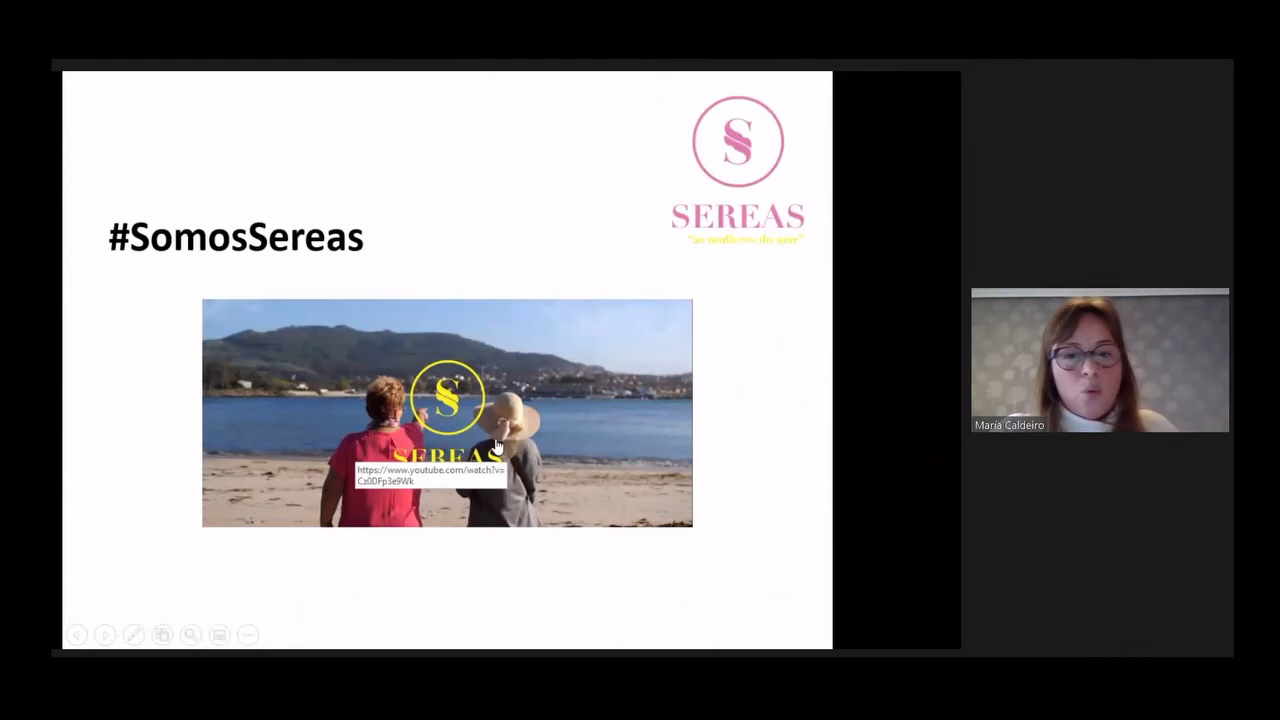 S
SEREAS
"as mulleres do mar"
#SomosSereas
S
SEREAS
https://www.youtube.com/watch?v=
Cz0DFp3e9Wk
María Caldeiro